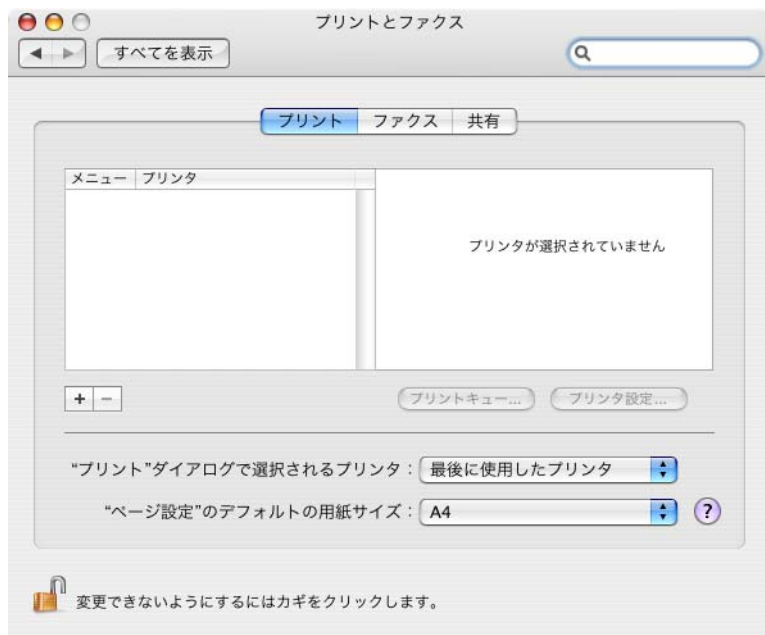 プリントとファクス
すべてを表示
プリント ファクス 共有
メニュー プリンタ
プリンタが選択されていません
+ −
プリントキュー... プリンタ設定...
“プリント”ダイアログで選択されるプリンタ： 最後に使用したプリンタ
“ページ設定”のデフォルトの用紙サイズ： A4 ?
変更できないようにするにはカギをクリックします。